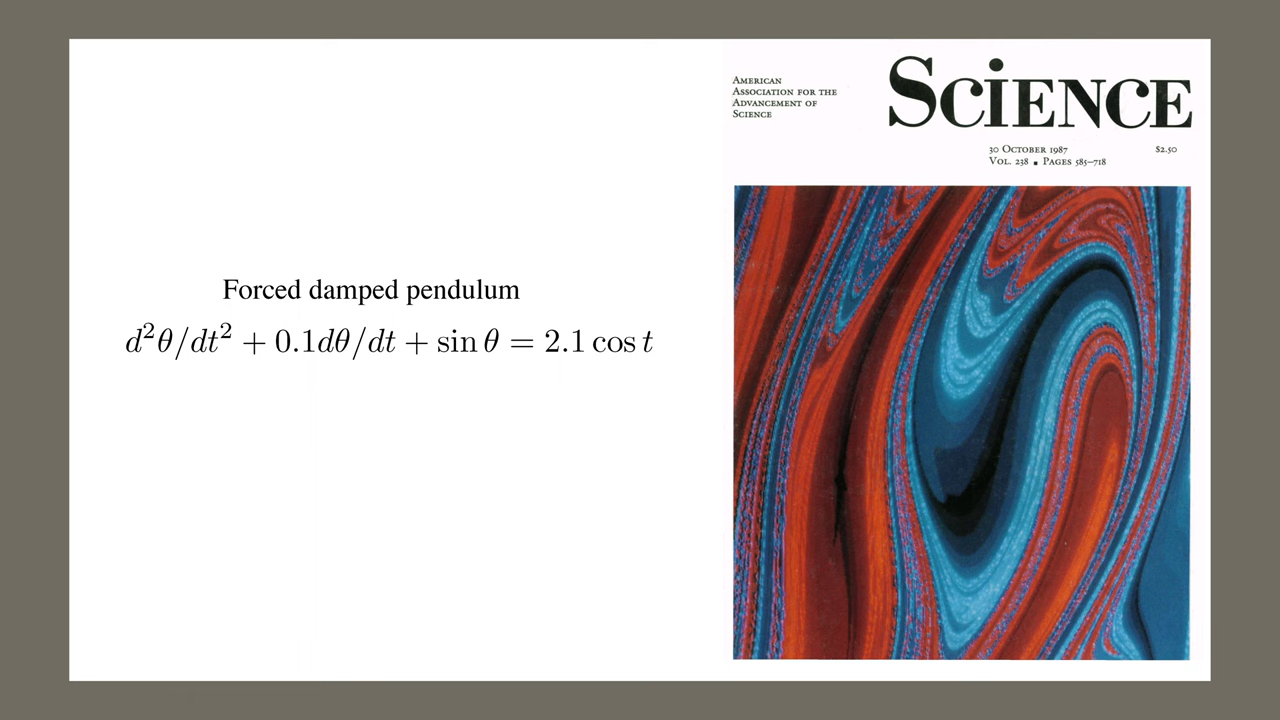 Forced damped pendulum
d²θ/dt² + 0.1dθ/dt + sin θ = 2.1 cos t
AMERICAN
ASSOCIATION FOR THE
ADVANCEMENT OF
SCIENCE
SCiENCE
30 OCTOBER 1987
$2.50
VOL. 238 ■ PAGES 585–718